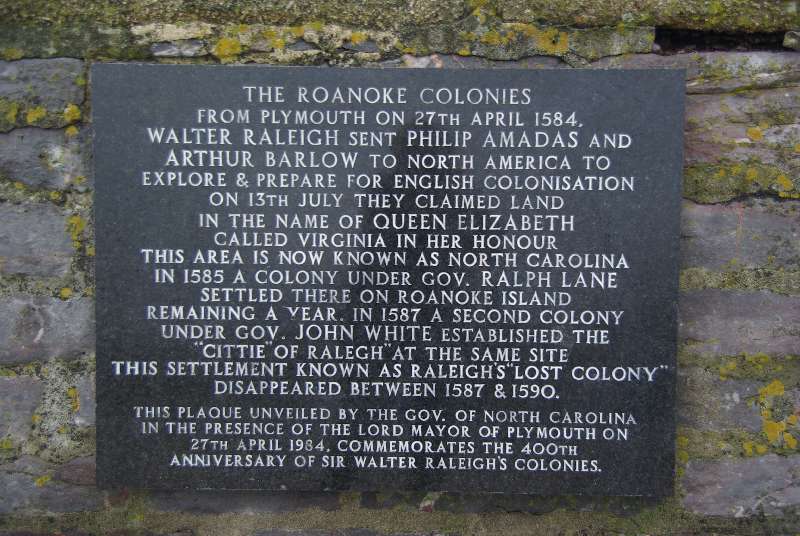 THE ROANOKE COLONIES
FROM PLYMOUTH ON 27TH APRIL 1584,
WALTER RALEIGH SENT PHILIP AMADAS AND
ARTHUR BARLOW TO NORTH AMERICA TO
EXPLORE & PREPARE FOR ENGLISH COLONISATION
ON 13TH JULY THEY CLAIMED LAND
IN THE NAME OF QUEEN ELIZABETH
CALLED VIRGINIA IN HER HONOUR
THIS AREA IS NOW KNOWN AS NORTH CAROLINA
IN 1585 A COLONY UNDER GOV. RALPH LANE
SETTLED THERE ON ROANOKE ISLAND
REMAINING A YEAR. IN 1587 A SECOND COLONY
UNDER GOV. JOHN WHITE ESTABLISHED THE
"CITTIE" OF RALEGH" AT THE SAME SITE
THIS SETTLEMENT KNOWN AS RALEIGH'S "LOST COLONY"
DISAPPEARED BETWEEN 1587 & 1590.
THIS PLAQUE UNVEILED BY THE GOV. OF NORTH CAROLINA
IN THE PRESENCE OF THE LORD MAYOR OF PLYMOUTH ON
27TH APRIL 1984, COMMEMORATES THE 400TH
ANNIVERSARY OF SIR WALTER RALEIGH'S COLONIES.